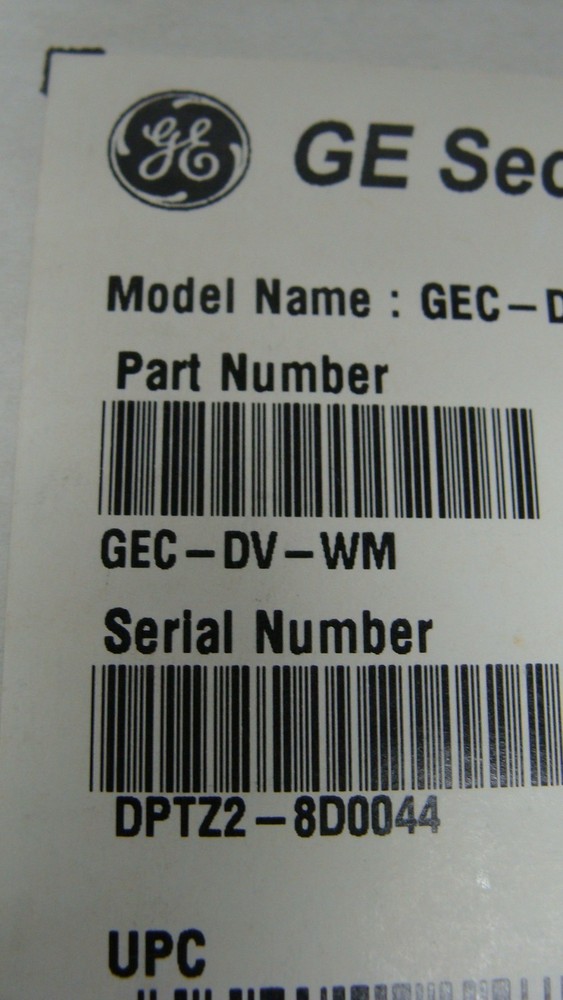 GE
GE Sec
Model Name : GEC-D
Part Number
GEC-DV-WM
Serial Number
DPTZ2-8D0044
UPC